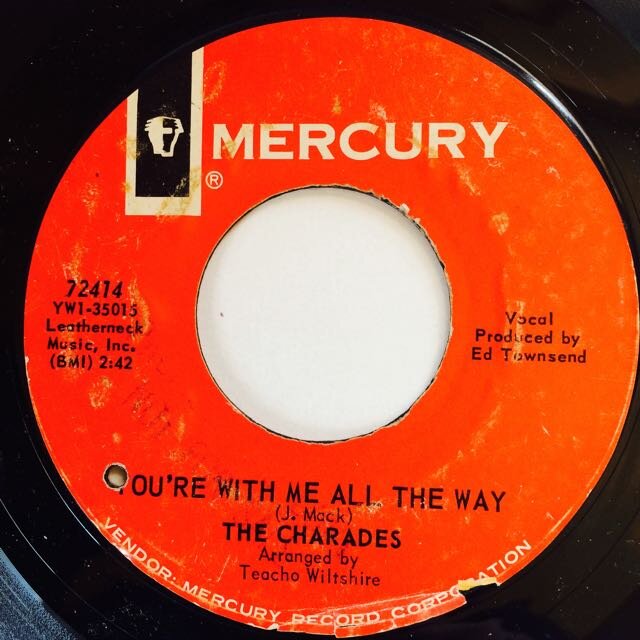 MERCURY
®
72414
YW1-35015
Leatherneck
Music, Inc.
(BMI) 2:42
Vocal
Produced by
Ed Townsend
YOU'RE WITH ME ALL THE WAY
(J. Mack)
THE CHARADES
Arranged by
Teacho Wiltshire
VENDOR: MERCURY RECORD CORPORATION